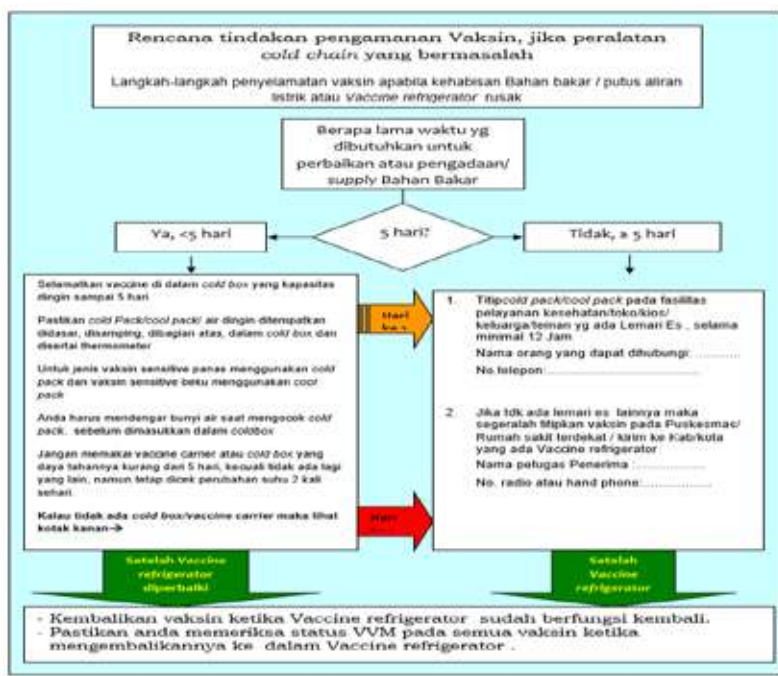 Rencana tindakan pengamanan Vaksin, jika peralatan
cold chain yang bermasalah
Langkah-langkah penyelamatan vaksin apabila kehabisan Bahan bakar / putus aliran
listrik atau Vaccine refrigerator rusak
Berapa lama waktu yg
dibutuhkan untuk
perbaikan atau pengadaan/
supply Bahan Bakar
Ya, <5 hari
5 hari?
Tidak, ≥ 5 hari
Selamatkan vaccine di dalam cold box yang kapasitas
dingin sampai 5 hari
Pastikan cold Pack/cool pack/ air dingin ditempatkan
didasar, disamping, dibagian atas, dalam cold box dan
disertai thermometer
Untuk jenis vaksin sensitive panas menggunakan cold
pack dan vaksin sensitive beku menggunakan cool
pack
Anda harus mendengar bunyi air saat mengocok cold
pack, sebelum dimasukkan dalam coldbox
Jangan memakai vaccine carrier atau cold box yang
daya tahannya kurang dari 5 hari, kecuali tidak ada lagi
yang lain, namun tetap dicek perubahan suhu 2 kali
sehari.
Kalau tidak ada cold box/vaccine carrier maka lihat
kotak kanan→
Hari
ke
1. Titipcold pack/cool pack pada fasilitas
pelayanan kesehatan/toko/kios/
keluarga/teman yg ada Lemari Es , selama
minimal 12 Jam
Nama orang yang dapat dihubungi: ...........
No telepon:.......................................
2. Jika tdk ada lemari es lainnya maka
segeralah titipkan vaksin pada Puskesmas/
Rumah sakit terdekat / kirim ke Kab/kota
yang ada Vaccine refrigerator
Nama petugas Penerima :................
No. radio atau hand phone:................
Setelah Vaccine
refrigerator
diperbaiki
Setelah
Vaccine
refrigerator
- Kembalikan vaksin ketika Vaccine refrigerator sudah berfungsi kembali.
- Pastikan anda memeriksa status VVM pada semua vaksin ketika
mengembalikannya ke dalam Vaccine refrigerator .